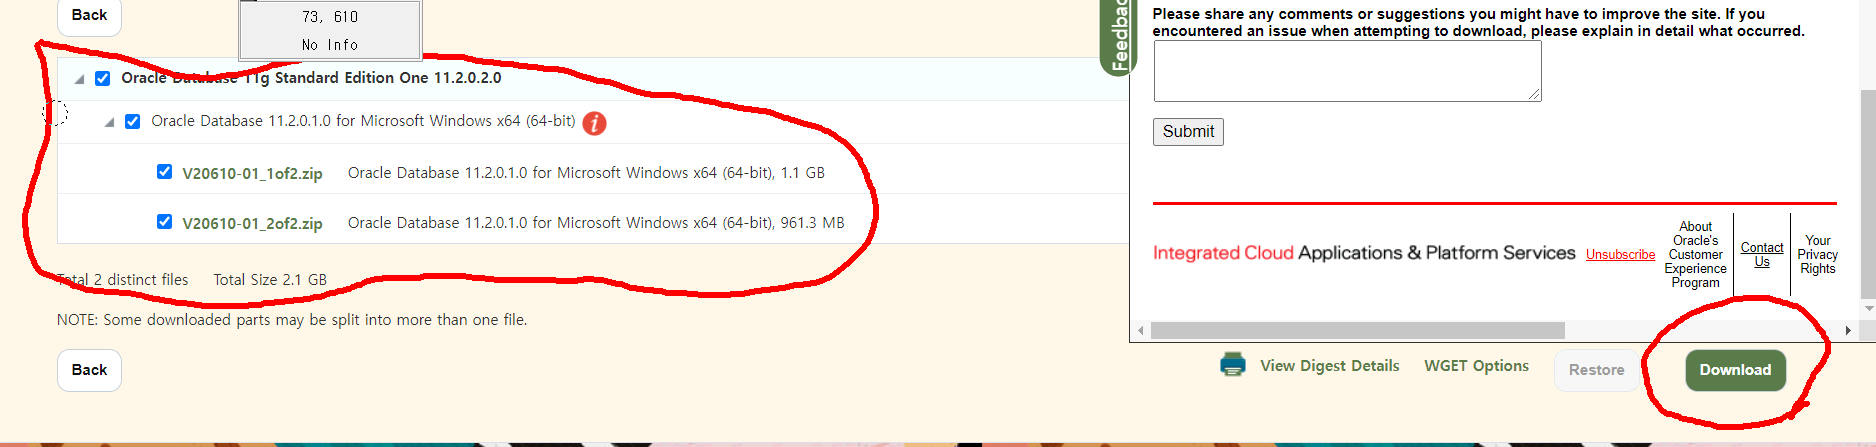 Back
73, 610
No Info
Oracle Database 11g Standard Edition One 11.2.0.2.0
Oracle Database 11.2.0.1.0 for Microsoft Windows x64 (64-bit)
i
V20610-01_1of2.zip Oracle Database 11.2.0.1.0 for Microsoft Windows x64 (64-bit), 1.1 GB
V20610-01_2of2.zip Oracle Database 11.2.0.1.0 for Microsoft Windows x64 (64-bit), 961.3 MB
Total 2 distinct files Total Size 2.1 GB
NOTE: Some downloaded parts may be split into more than one file.
Back
Please share any comments or suggestions you might have to improve the site. If you
encountered an issue when attempting to download, please explain in detail what occurred.
Submit
Integrated Cloud Applications & Platform Services
Unsubscribe
About
Oracle's
Customer
Experience
Program
Contact
Us
Your
Privacy
Rights
View Digest Details WGET Options Restore Download